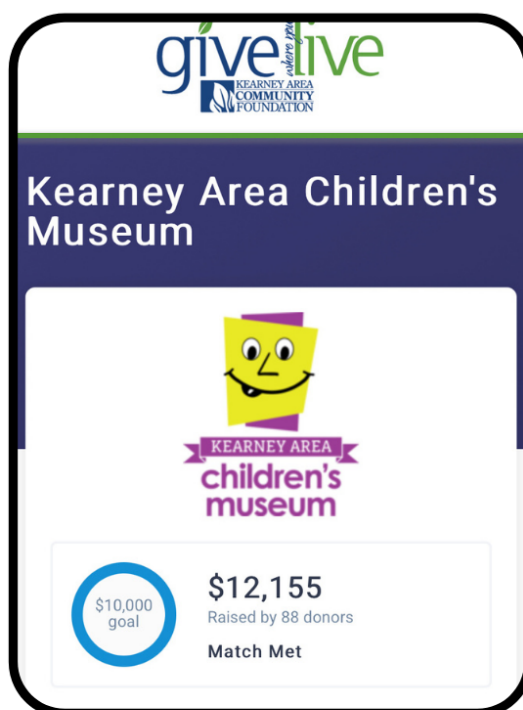 give where you live
KEARNEY AREA
COMMUNITY
FOUNDATION
Kearney Area Children's
Museum
KEARNEY AREA
children's
museum
$10,000
goal
$12,155
Raised by 88 donors
Match Met